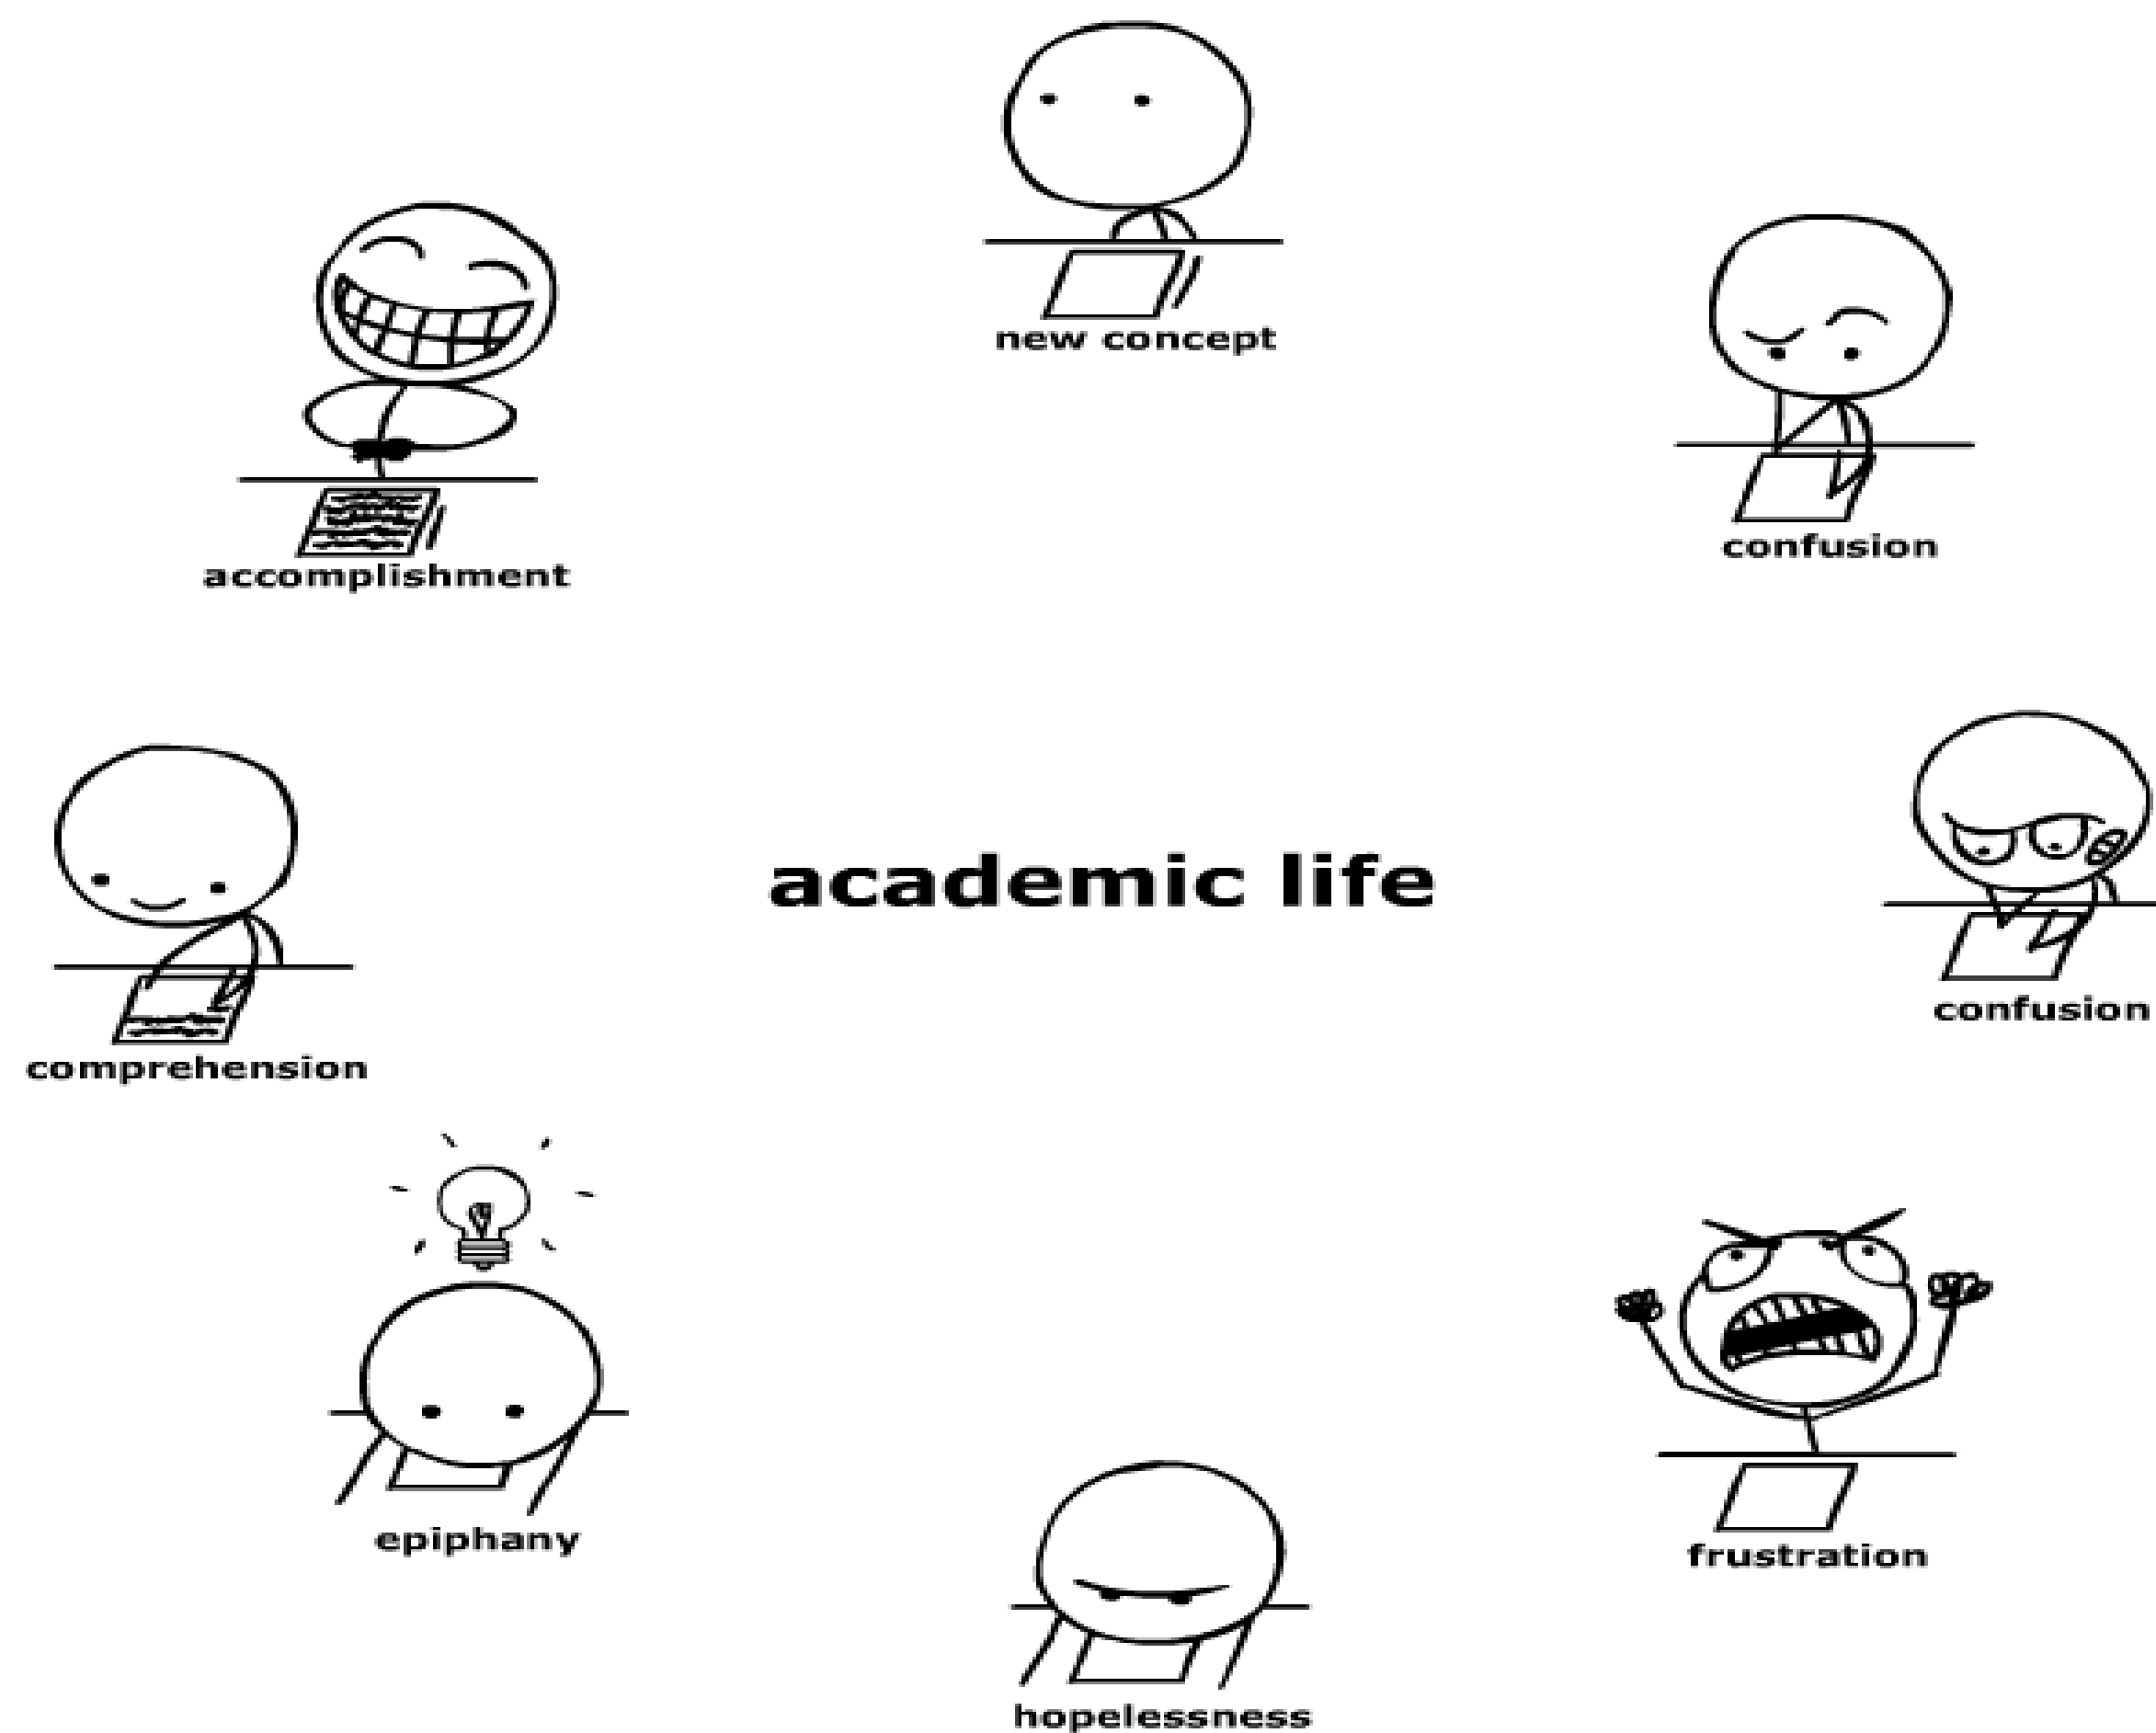 new concept
confusion
confusion
frustration
hopelessness
epiphany
comprehension
accomplishment
academic life